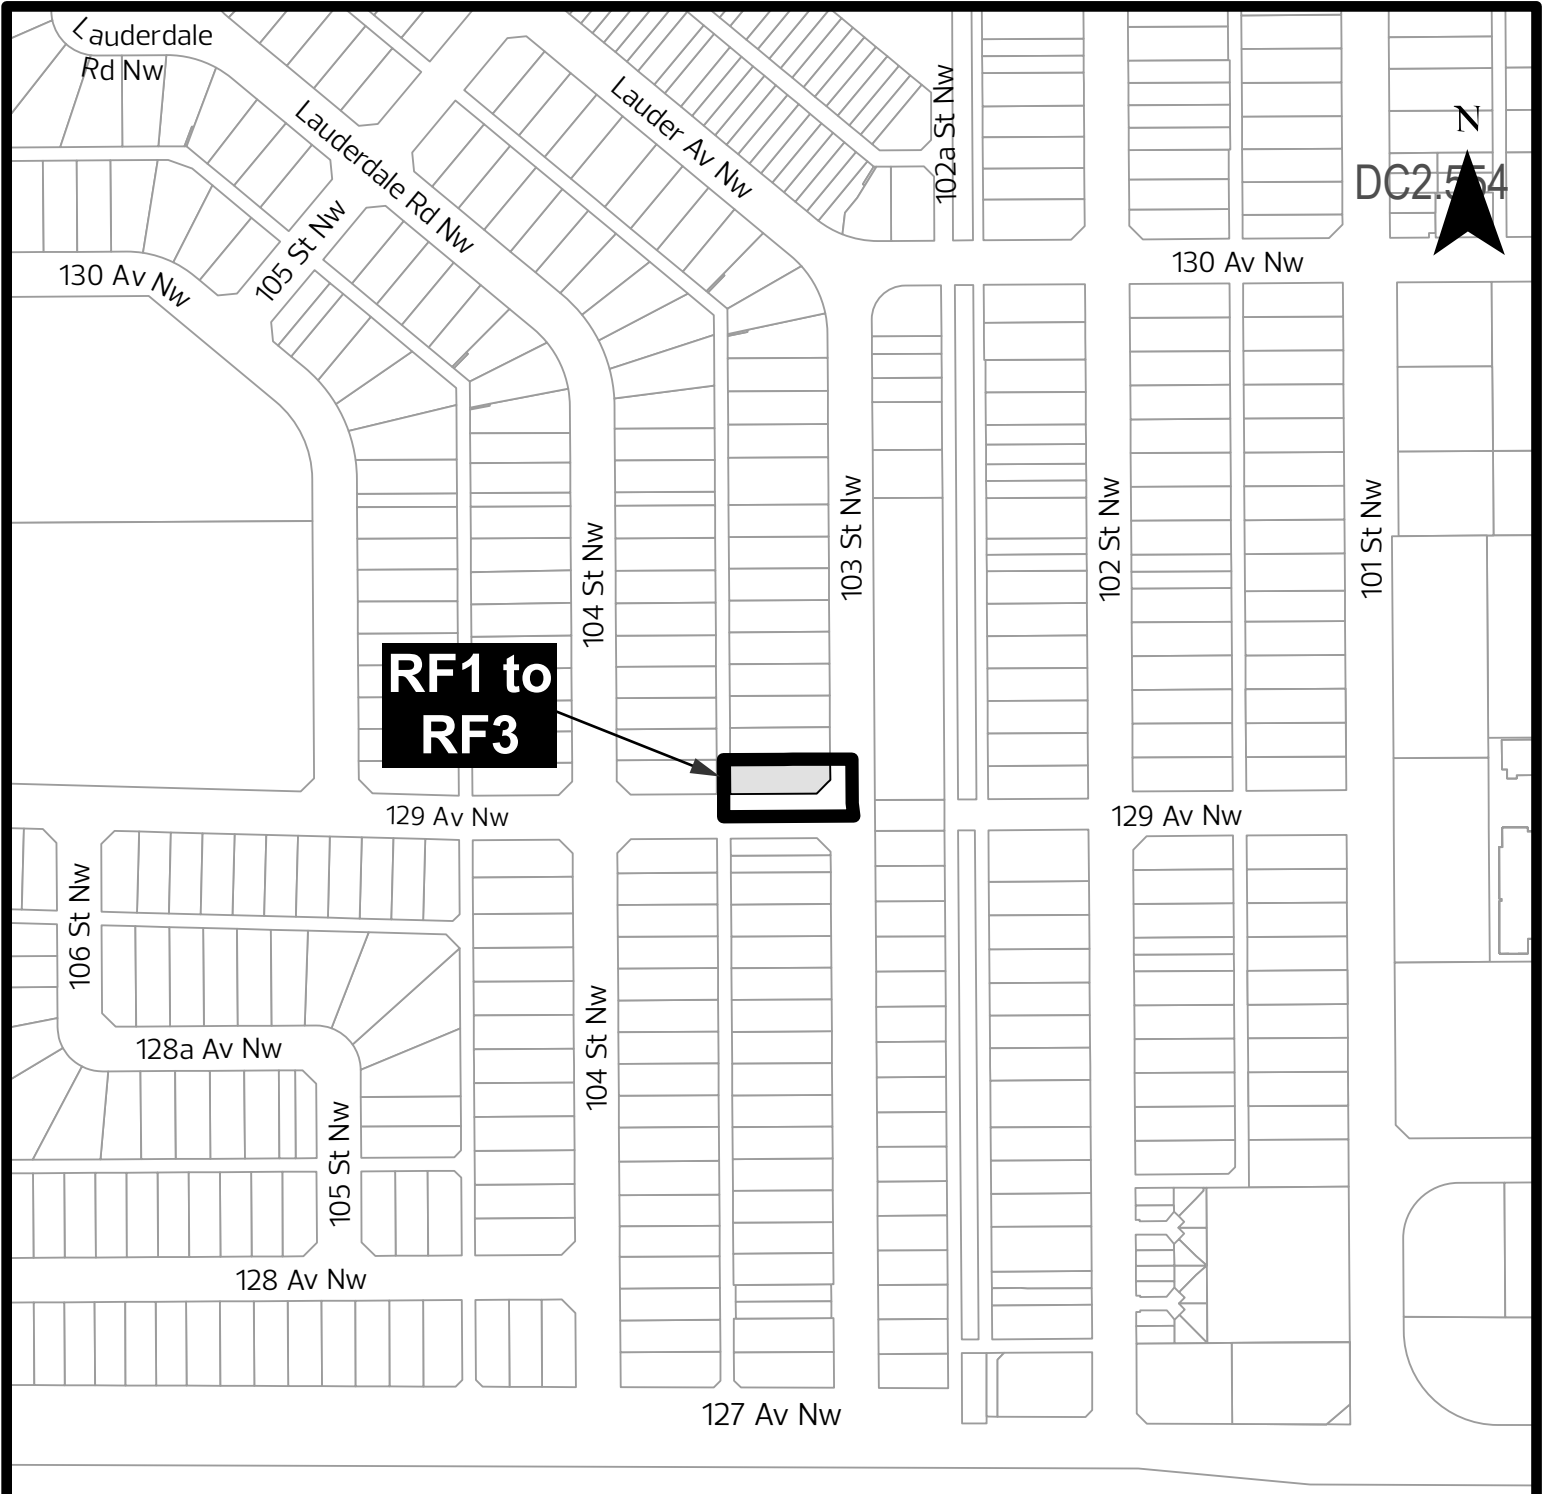 Lauderdale
Rd Nw
Lauderdale Rd Nw
Lauder Av Nw
102a St Nw
N
DC2.554
130 Av Nw
105 St Nw
130 Av Nw
103 St Nw
102 St Nw
101 St Nw
104 St Nw
RF1 to
RF3
129 Av Nw
129 Av Nw
106 St Nw
104 St Nw
128a Av Nw
105 St Nw
128 Av Nw
127 Av Nw